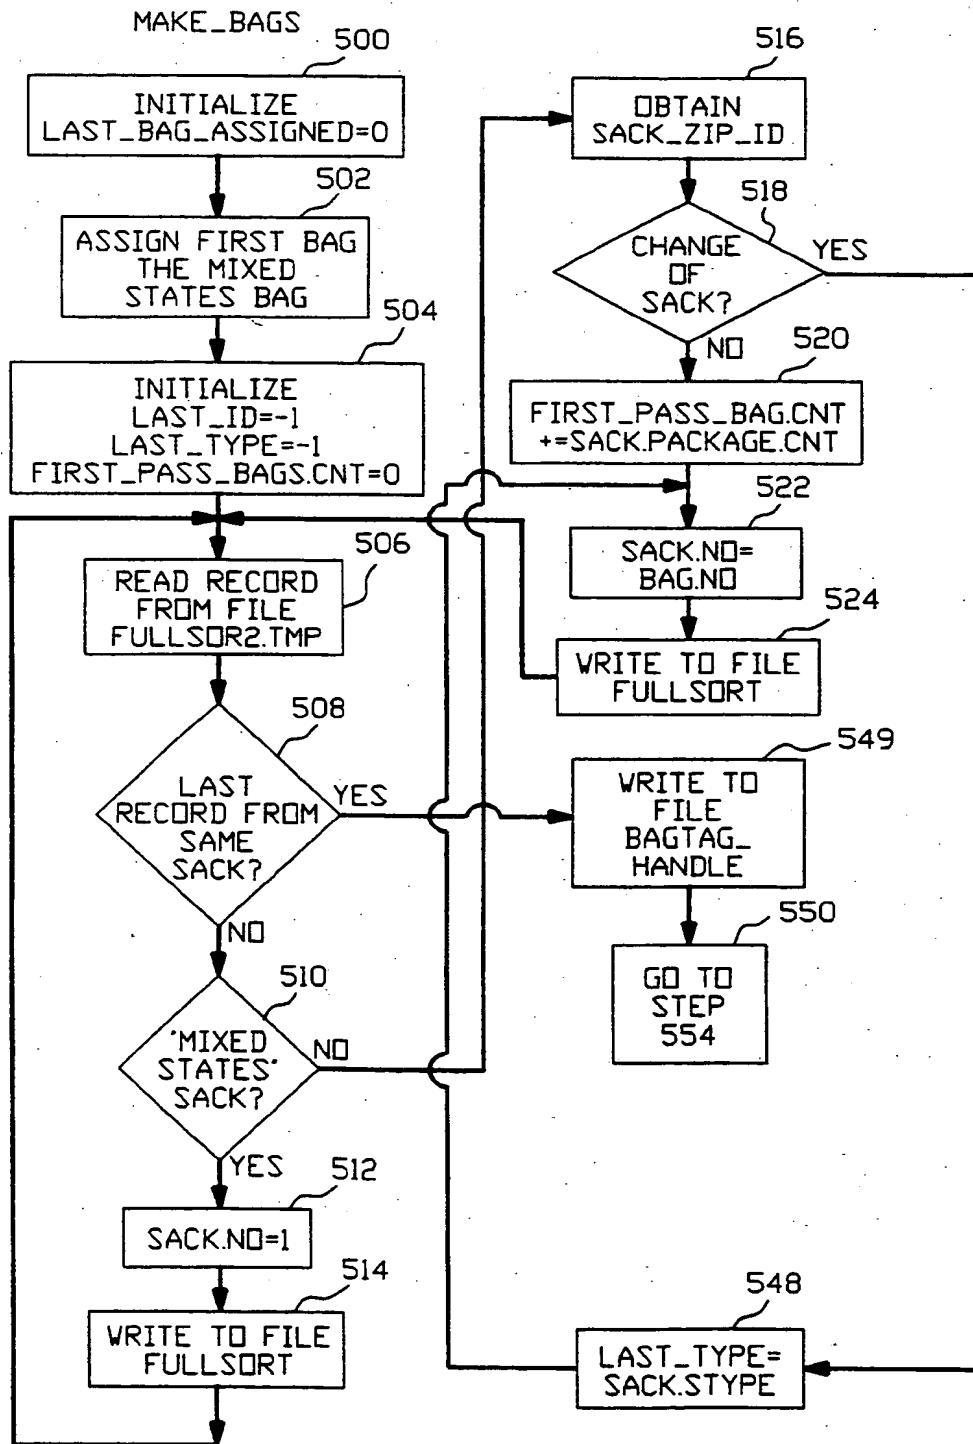 MAKE_BAGS
500
INITIALIZE
LAST_BAG_ASSIGNED=0
502
ASSIGN FIRST BAG
THE MIXED
STATES BAG
504
INITIALIZE
LAST_ID=-1
LAST_TYPE=-1
FIRST_PASS_BAGS.CNT=0
506
READ RECORD
FROM FILE
FULLSOR2.TMP
508
LAST
RECORD FROM
SAME
SACK?
YES
NO
510
'MIXED
STATES'
SACK?
NO
YES
512
SACK.NO=1
514
WRITE TO FILE
FULLSORT
516
OBTAIN
SACK_ZIP_ID
518
CHANGE
OF
SACK?
YES
NO
520
FIRST_PASS_BAG.CNT
+=SACK.PACKAGE.CNT
522
SACK.NO=
BAG.NO
524
WRITE TO FILE
FULLSORT
549
WRITE TO
FILE
BAGTAG_
HANDLE
550
GO TO
STEP
554
548
LAST_TYPE=
SACK.STYPE